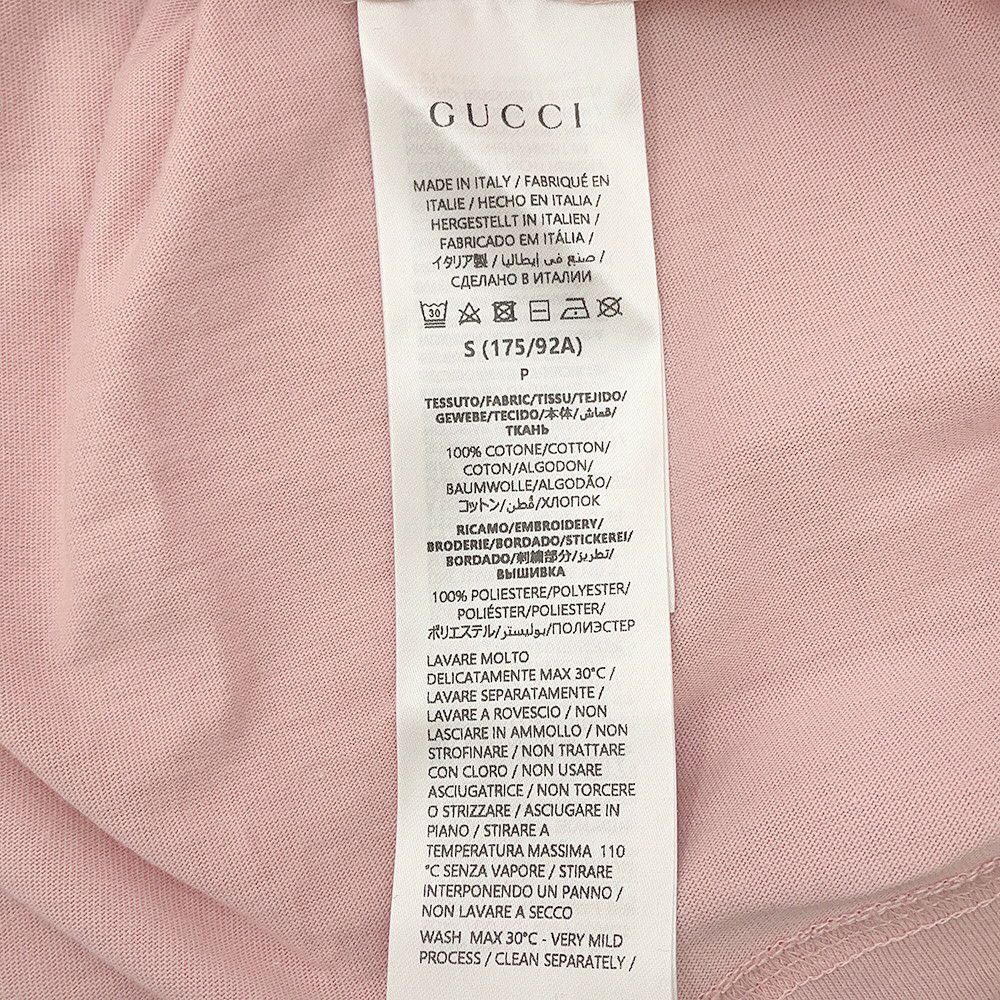 GUCCI
MADE IN ITALY / FABRIQUÉ EN
ITALIE / HECHO EN ITALIA /
HERGESTELLT IN ITALIEN /
FABRICADO EM ITÁLIA /
イタリア製 / صنع في إيطاليا /
СДЕЛАНО В ИТАЛИИ
30
S (175/92A)
P
TESSUTO/FABRIC/TISSU/TEJIDO/
GEWEBE/TECIDO/本体/قماش/
ТКАНЬ
100% COTONE/COTTON/
COTON/ALGODON/
BAUMWOLLE/ALGODÃO/
コットン/قُطن/ХЛОПОК
RICAMO/EMBROIDERY/
BRODERIE/BORDADO/STICKEREI/
BORDADO/刺繍部分/تطريز/
ВЫШИВКА
100% POLIESTERE/POLYESTER/
POLIÉSTER/POLIESTER/
ポリエステル/بوليستر/ПОЛИЭСТЕР
LAVARE MOLTO
DELICATAMENTE MAX 30°C /
LAVARE SEPARATAMENTE /
LAVARE A ROVESCIO / NON
LASCIARE IN AMMOLLO / NON
STROFINARE / NON TRATTARE
CON CLORO / NON USARE
ASCIUGATRICE / NON TORCERE
O STRIZZARE / ASCIUGARE IN
PIANO / STIRARE A
TEMPERATURA MASSIMA 110
°C SENZA VAPORE / STIRARE
INTERPONENDO UN PANNO /
NON LAVARE A SECCO
WASH MAX 30°C - VERY MILD
PROCESS / CLEAN SEPARATELY /